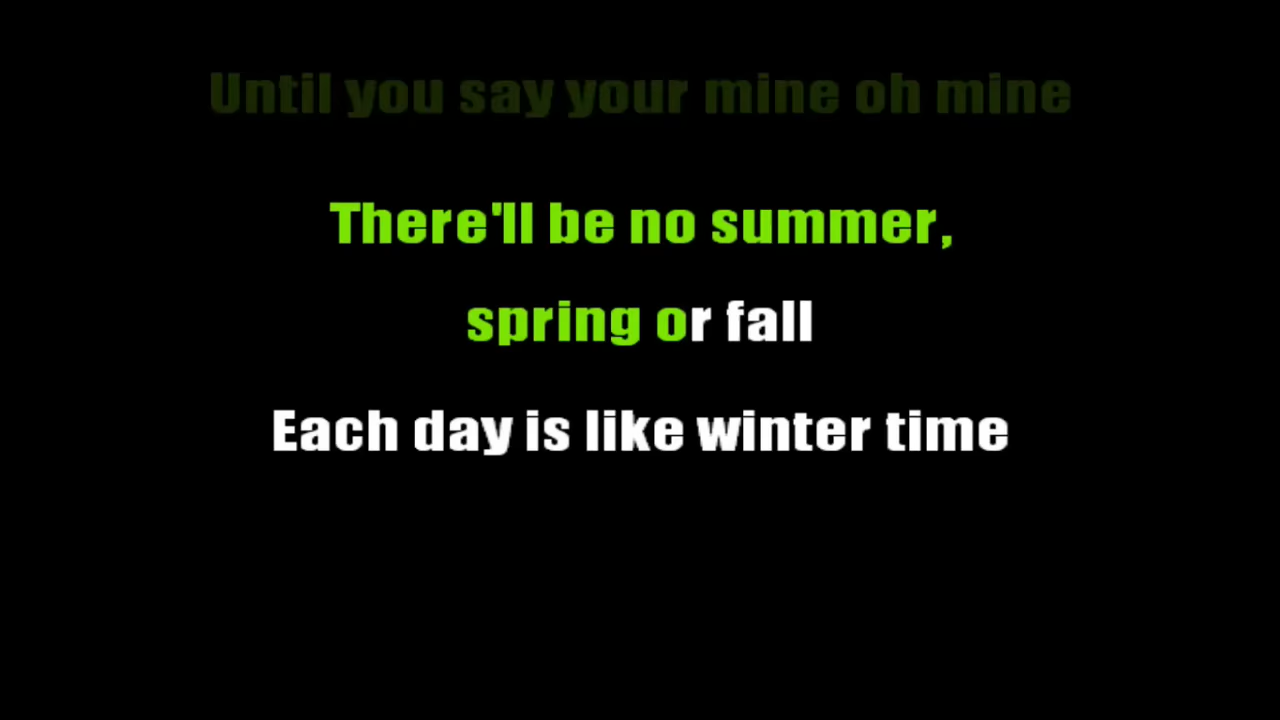 Until you say your mine oh mine
There'll be no summer,
spring or fall
Each day is like winter time